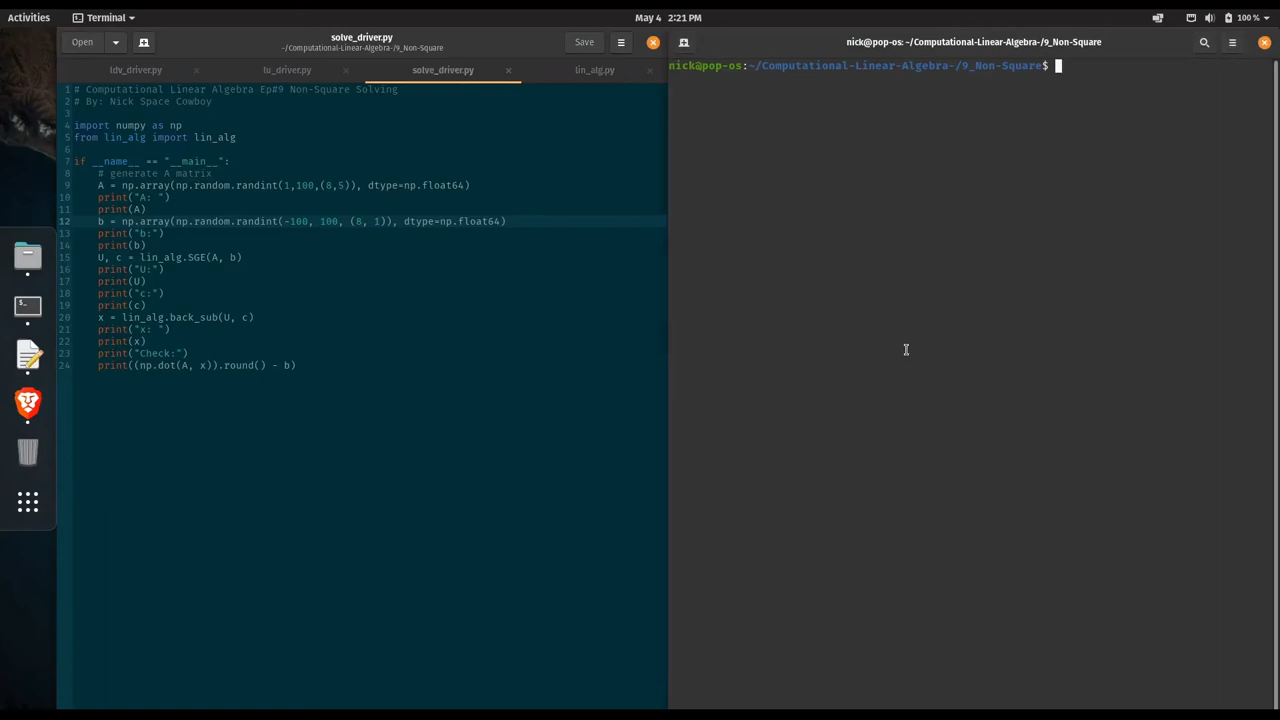 Activities
Terminal
May 4 2:21 PM
100 %
Open
solve_driver.py
~/Computational-Linear-Algebra-/9_Non-Square
Save
nick@pop-os: ~/Computational-Linear-Algebra-/9_Non-Square
ldv_driver.py
lu_driver.py
solve_driver.py
lin_alg.py
1 # Computational Linear Algebra Ep#9 Non-Square Solving
2 # By: Nick Space Cowboy
3
4 import numpy as np
5 from lin_alg import lin_alg
6
7 if __name__ == "__main__":
8     # generate A matrix
9     A = np.array(np.random.randint(1,100,(8,5)), dtype=np.float64)
10     print("A: ")
11     print(A)
12     b = np.array(np.random.randint(-100, 100, (8, 1)), dtype=np.float64)
13     print("b:")
14     print(b)
15     U, c = lin_alg.SGE(A, b)
16     print("U:")
17     print(U)
18     print("c:")
19     print(c)
20     x = lin_alg.back_sub(U, c)
21     print("x: ")
22     print(x)
23     print("Check:")
24     print((np.dot(A, x)).round() - b)
nick@pop-os:~/Computational-Linear-Algebra-/9_Non-Square$